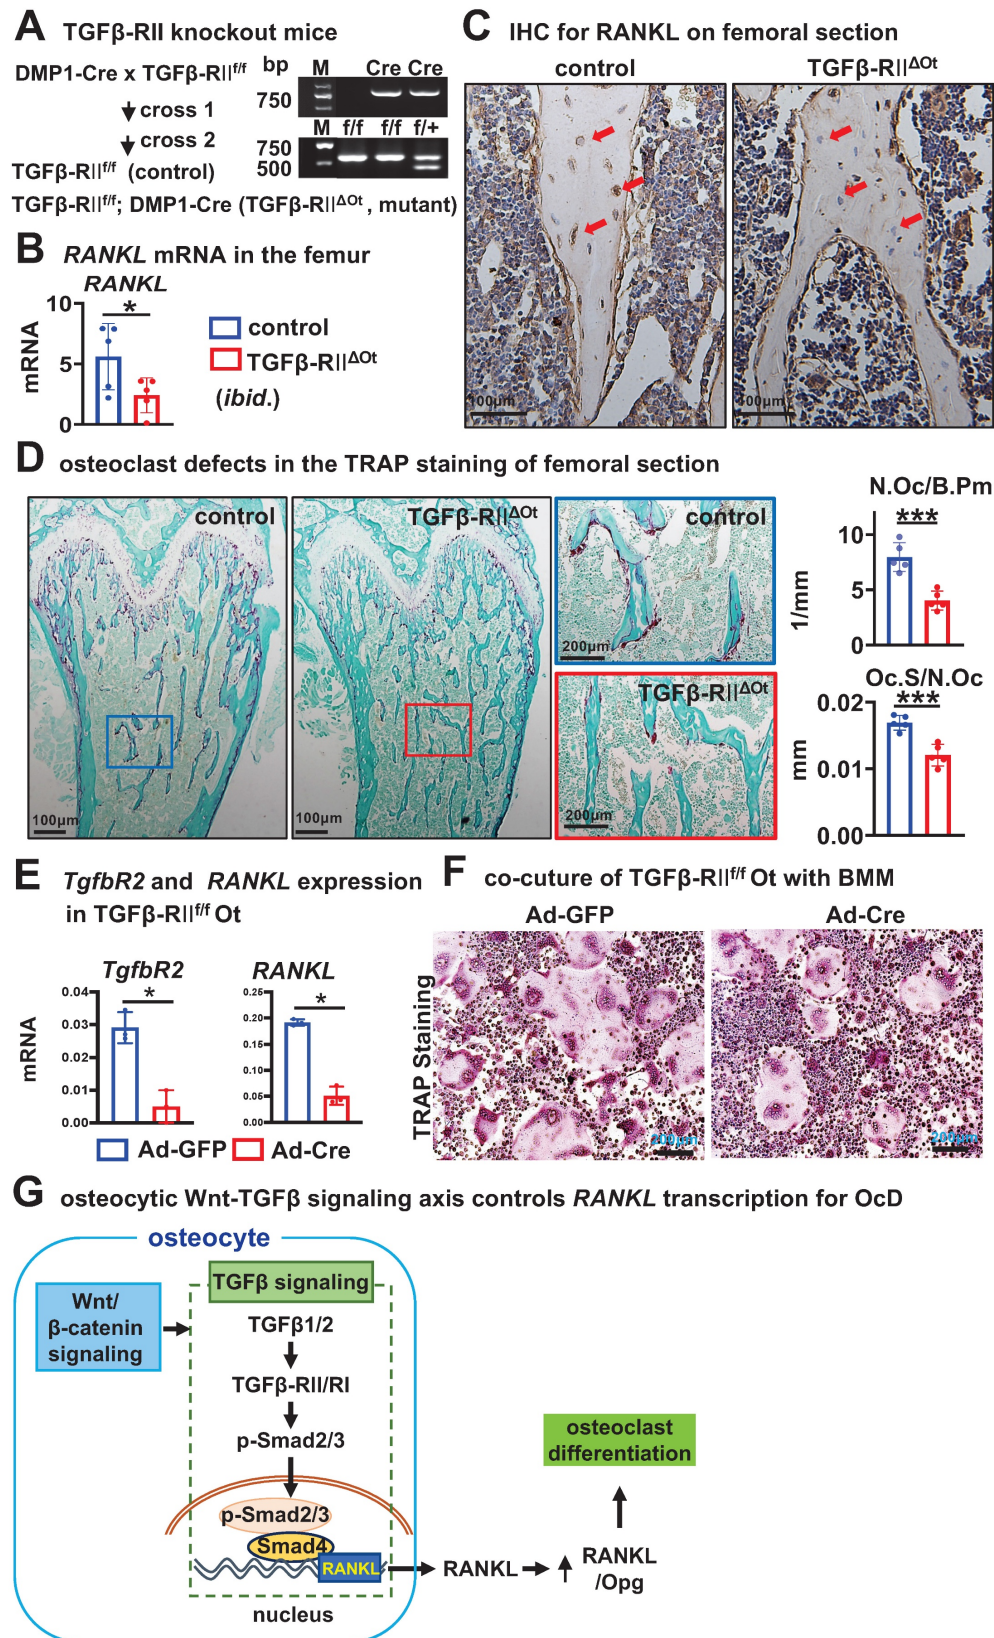 A TGFβ-RII knockout mice
DMP1-Cre x TGFβ-RII f/f
cross 1
cross 2
TGFβ-RII f/f (control)
TGFβ-RII f/f; DMP1-Cre (TGFβ-RII ΔOt, mutant)
bp M Cre Cre
750
M f/f f/f f/+
750
500
B RANKL mRNA in the femur
RANKL
mRNA
10
5
0
*
control
TGFβ-RII ΔOt
(ibid.)
C IHC for RANKL on femoral section
control
TGFβ-RII ΔOt
100μm
100μm
D osteoclast defects in the TRAP staining of femoral section
control
100μm
TGFβ-RII ΔOt
100μm
control
200μm
TGFβ-RII ΔOt
200μm
N.Oc/B.Pm
***
1/mm
10
5
0
Oc.S/N.Oc
***
mm
0.02
0.01
0.00
E TgfbR2 and RANKL expression
in TGFβ-RII f/f Ot
TgfbR2
mRNA
0.04
0.03
0.02
0.01
0.00
*
RANKL
0.25
0.20
0.15
0.10
0.05
0.00
*
Ad-GFP
Ad-Cre
F co-cuture of TGFβ-RII f/f Ot with BMM
Ad-GFP
Ad-Cre
TRAP Staining
200μm
200μm
G osteocytic Wnt-TGFβ signaling axis controls RANKL transcription for OcD
osteocyte
Wnt/
β-catenin
signaling
TGFβ signaling
TGFβ1/2
TGFβ-RII/RI
p-Smad2/3
p-Smad2/3
Smad4
RANKL
nucleus
RANKL
RANKL
/Opg
osteoclast
differentiation